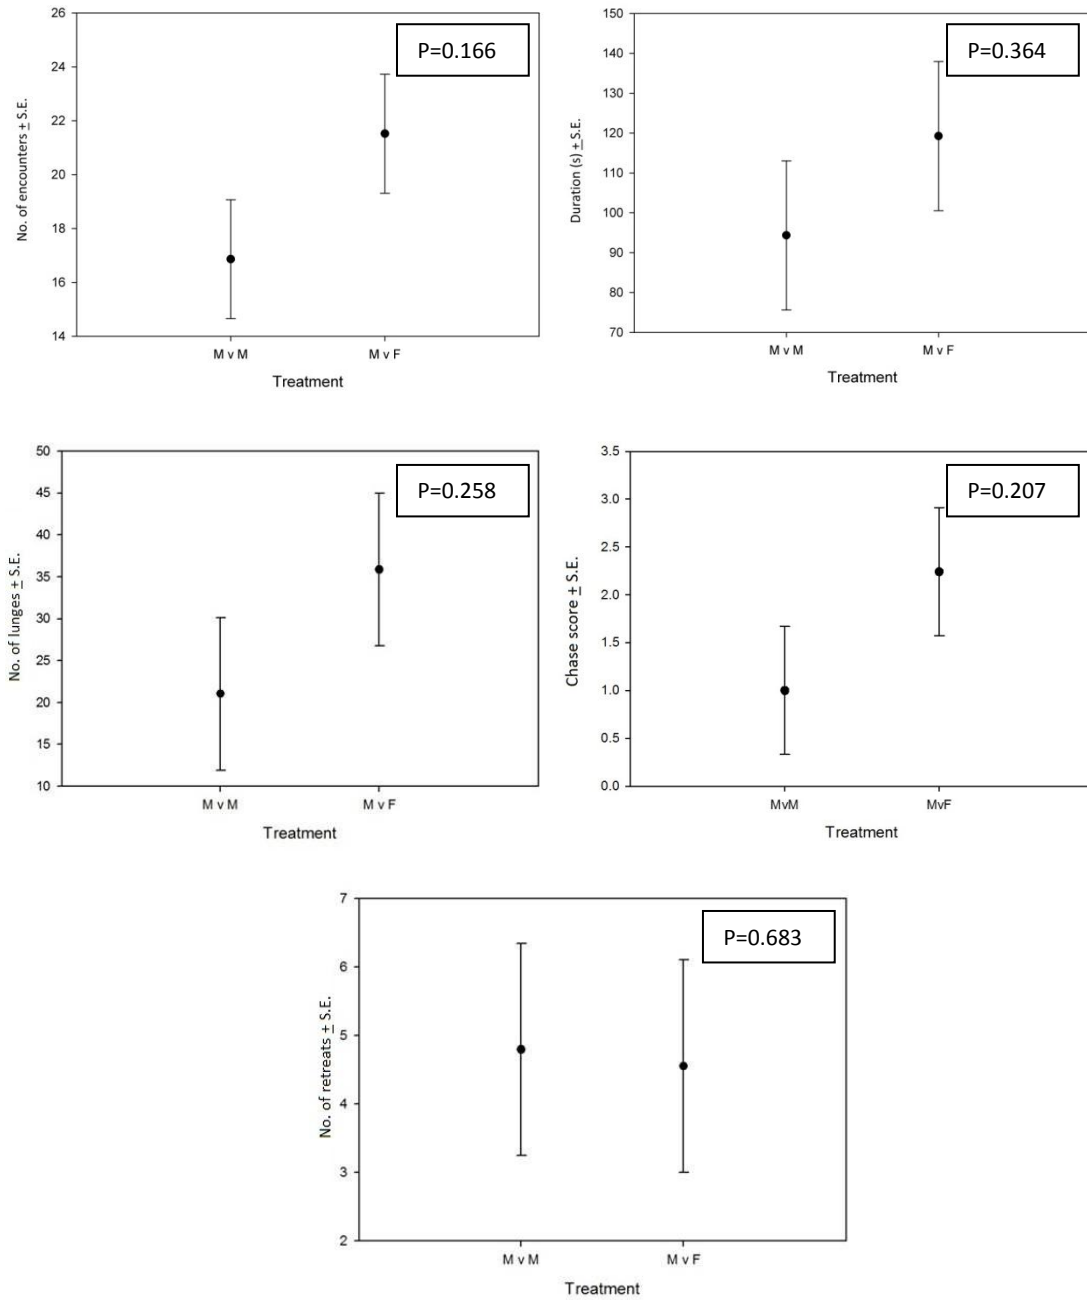 26
24
22
20
18
16
14
No. of encounters ± S.E.
P=0.166
M v M
M v F
Treatment
150
140
130
120
110
100
90
80
70
Duration (s) ± S.E.
P=0.364
M v M
M v F
Treatment
50
45
40
35
30
25
20
15
10
No. of lunges ± S.E.
P=0.258
M v M
M v F
Treatment
3.5
3.0
2.5
2.0
1.5
1.0
0.5
0.0
Chase score ± S.E.
P=0.207
MvM
MvF
Treatment
7
6
5
4
3
2
No. of retreats ± S.E.
P=0.683
M v M
M v F
Treatment